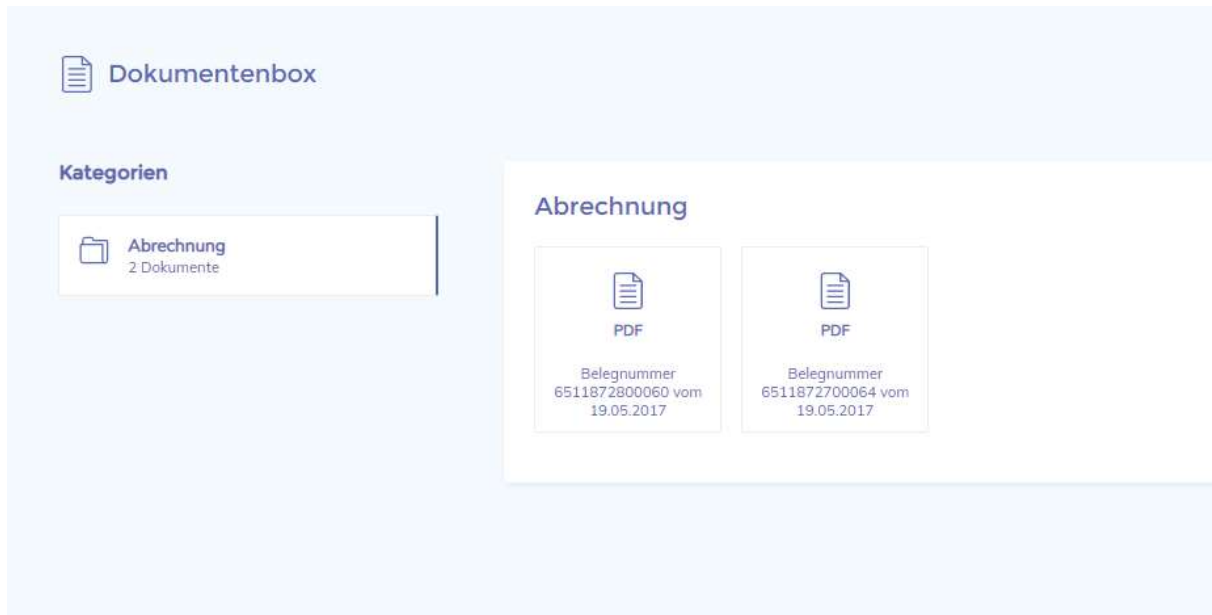 Dokumentenbox
Kategorien
Abrechnung
2 Dokumente
Abrechnung
PDF
Belegnummer
6511872800060 vom
19.05.2017
PDF
Belegnummer
6511872700064 vom
19.05.2017